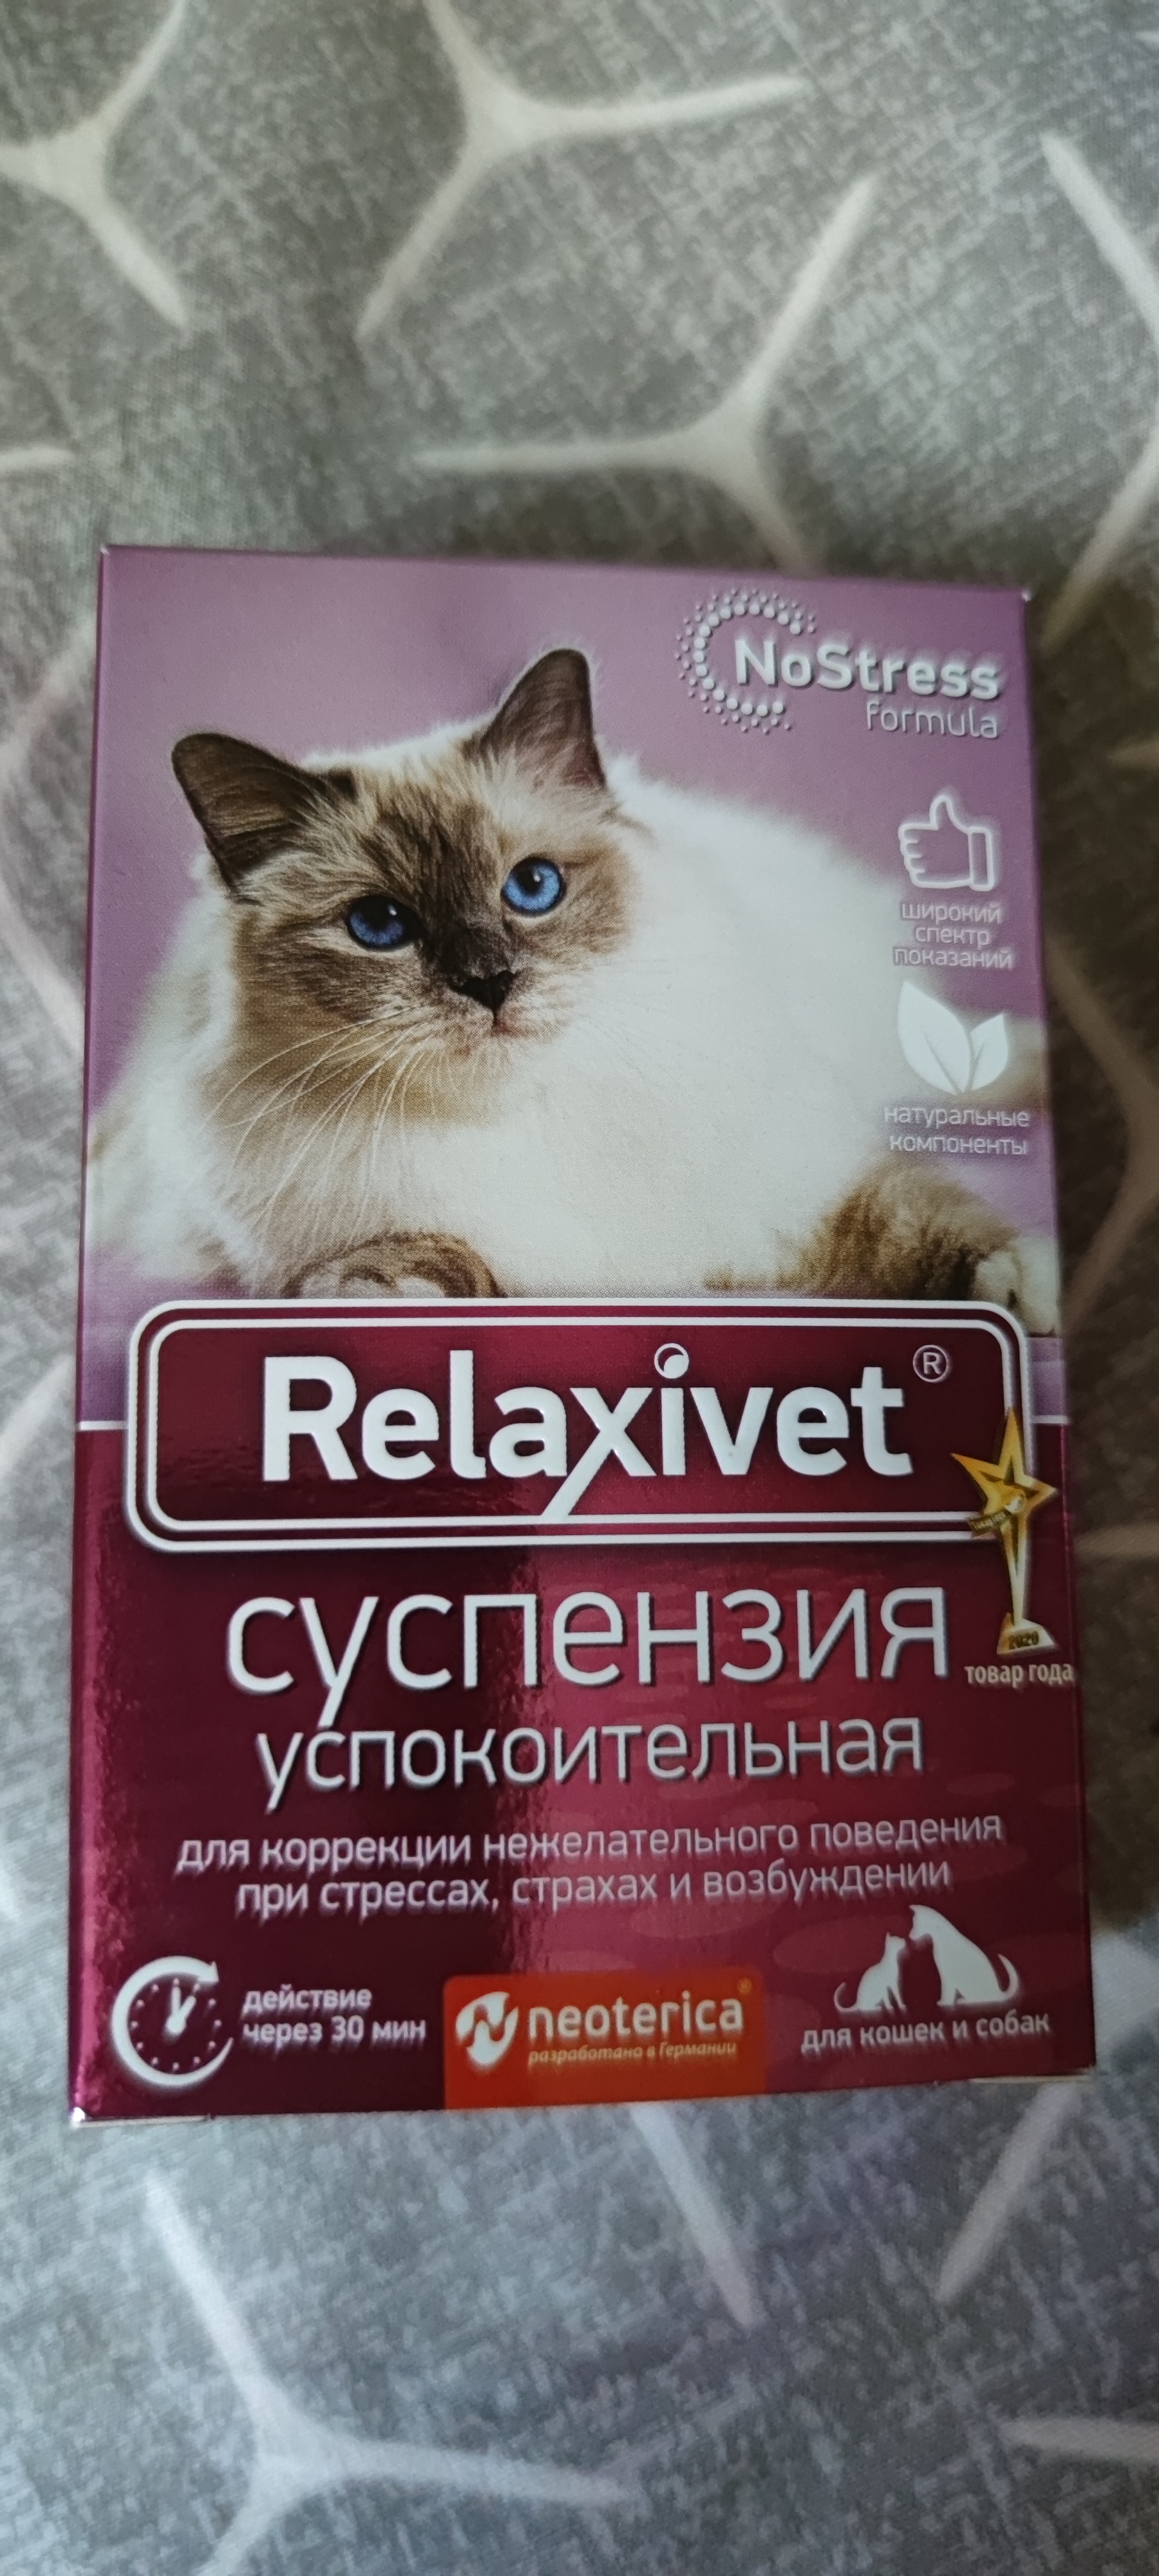 NoStress
formula
широкий
спектр
показаний
натуральные
компоненты
Relaxivet®
2020
товар года
суспензия
успокоительная
для коррекции нежелательного поведения
при стрессах, страхах и возбуждении
действие
через 30 мин
neoterica®
разработано в Германии
для кошек и собак